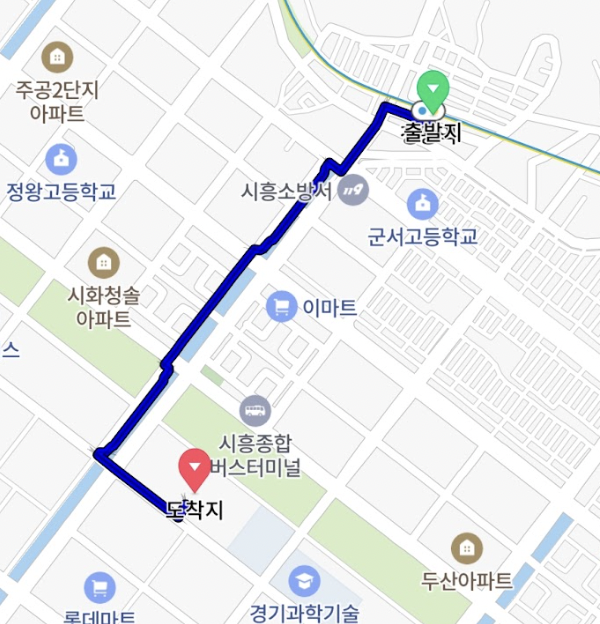 주공2단지
아파트
출발지
정왕고등학교
시흥소방서
119
군서고등학교
시화청솔
아파트
이마트
스
시흥종합
버스터미널
도착지
두산아파트
롯데마트
경기과학기술